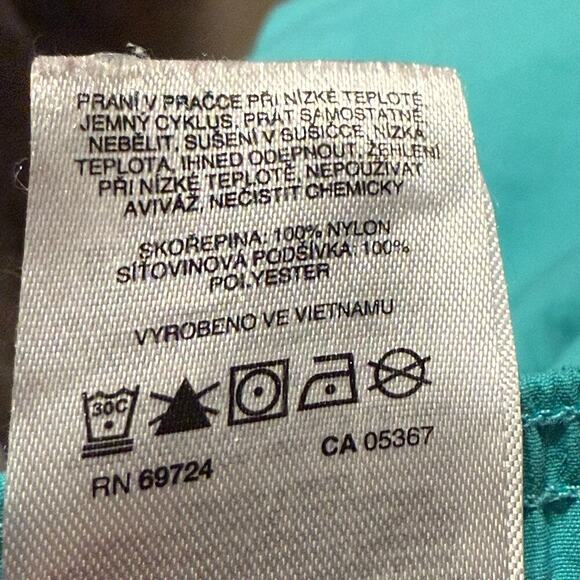 PRANÍ V PRAČCE PŘI NÍZKÉ TEPLOTĚ,
JEMNÝ CYKLUS, PRÁT SAMOSTATNĚ,
NEBĚLIT, SUŠENÍ V SUŠIČCE, NÍZKÁ
TEPLOTA, IHNED ODEPNOUT, ŽEHLENÍ
PŘI NÍZKÉ TEPLOTĚ, NEPOUŽÍVAT
AVIVÁŽ, NEČISTIT CHEMICKY
SKOŘEPINA: 100% NYLON
SÍŤOVINOVÁ PODŠÍVKA: 100%
POLYESTER
VYROBENO VE VIETNAMU
30C
RN 69724 CA 05367